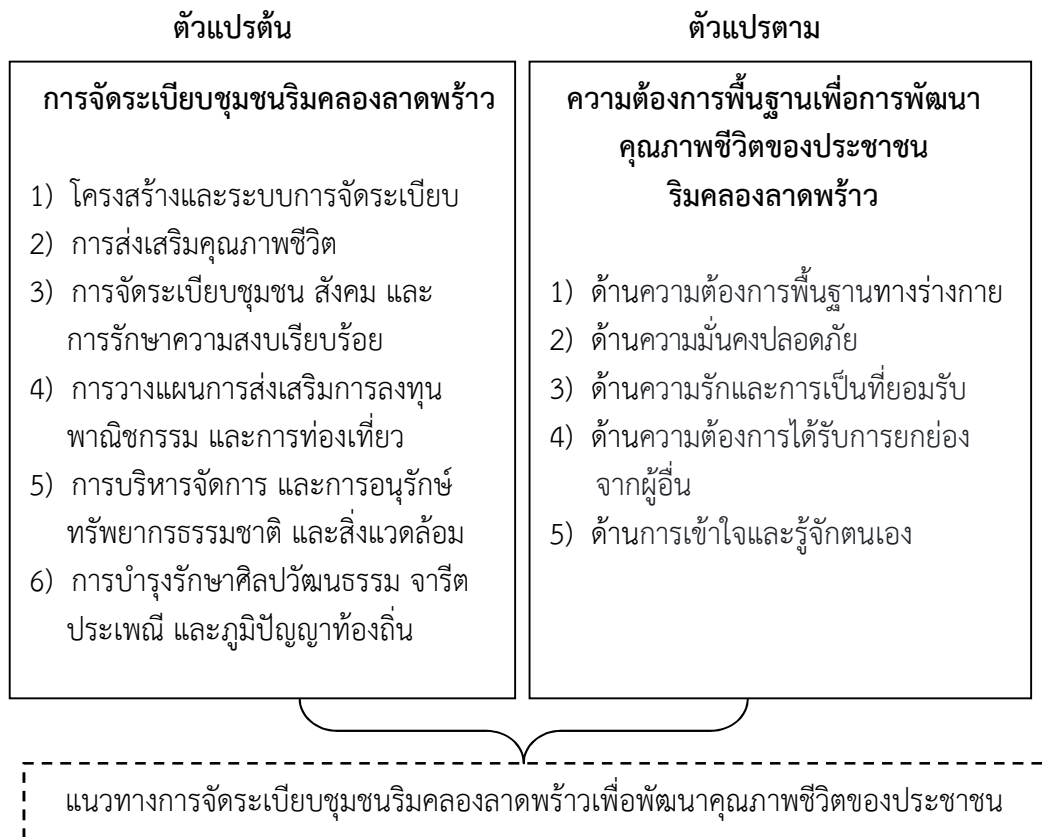 ตัวแปรต้น
การจัดระเบียบชุมชนริมคลองลาดพร้าว
1) โครงสร้างและระบบการจัดระเบียบ
2) การส่งเสริมคุณภาพชีวิต
3) การจัดระเบียบชุมชน สังคม และ
การรักษาความสงบเรียบร้อย
4) การวางแผนการส่งเสริมการลงทุน
พาณิชกรรม และการท่องเที่ยว
5) การบริหารจัดการ และการอนุรักษ์
ทรัพยากรธรรมชาติ และสิ่งแวดล้อม
6) การบำรุงรักษาศิลปวัฒนธรรม จารีต
ประเพณี และภูมิปัญญาท้องถิ่น
ตัวแปรตาม
ความต้องการพื้นฐานเพื่อการพัฒนา
คุณภาพชีวิตของประชาชน
ริมคลองลาดพร้าว
1) ด้านความต้องการพื้นฐานทางร่างกาย
2) ด้านความมั่นคงปลอดภัย
3) ด้านความรักและการเป็นที่ยอมรับ
4) ด้านความต้องการได้รับการยกย่อง
จากผู้อื่น
5) ด้านการเข้าใจและรู้จักตนเอง
แนวทางการจัดระเบียบชุมชนริมคลองลาดพร้าวเพื่อพัฒนาคุณภาพชีวิตของประชาชน